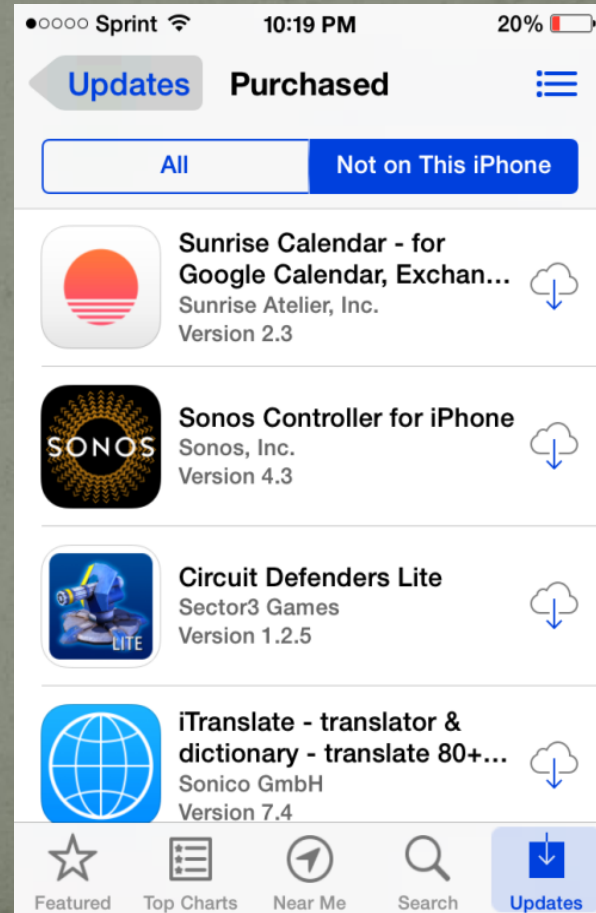 Sprint 10:19 PM 20%
Updates Purchased
All Not on This iPhone
Sunrise Calendar - for
Google Calendar, Exchan...
Sunrise Atelier, Inc.
Version 2.3
SONOS
Sonos Controller for iPhone
Sonos, Inc.
Version 4.3
LITE
Circuit Defenders Lite
Sector3 Games
Version 1.2.5
iTranslate - translator &
dictionary - translate 80+...
Sonico GmbH
Version 7.4
Featured Top Charts Near Me Search Updates